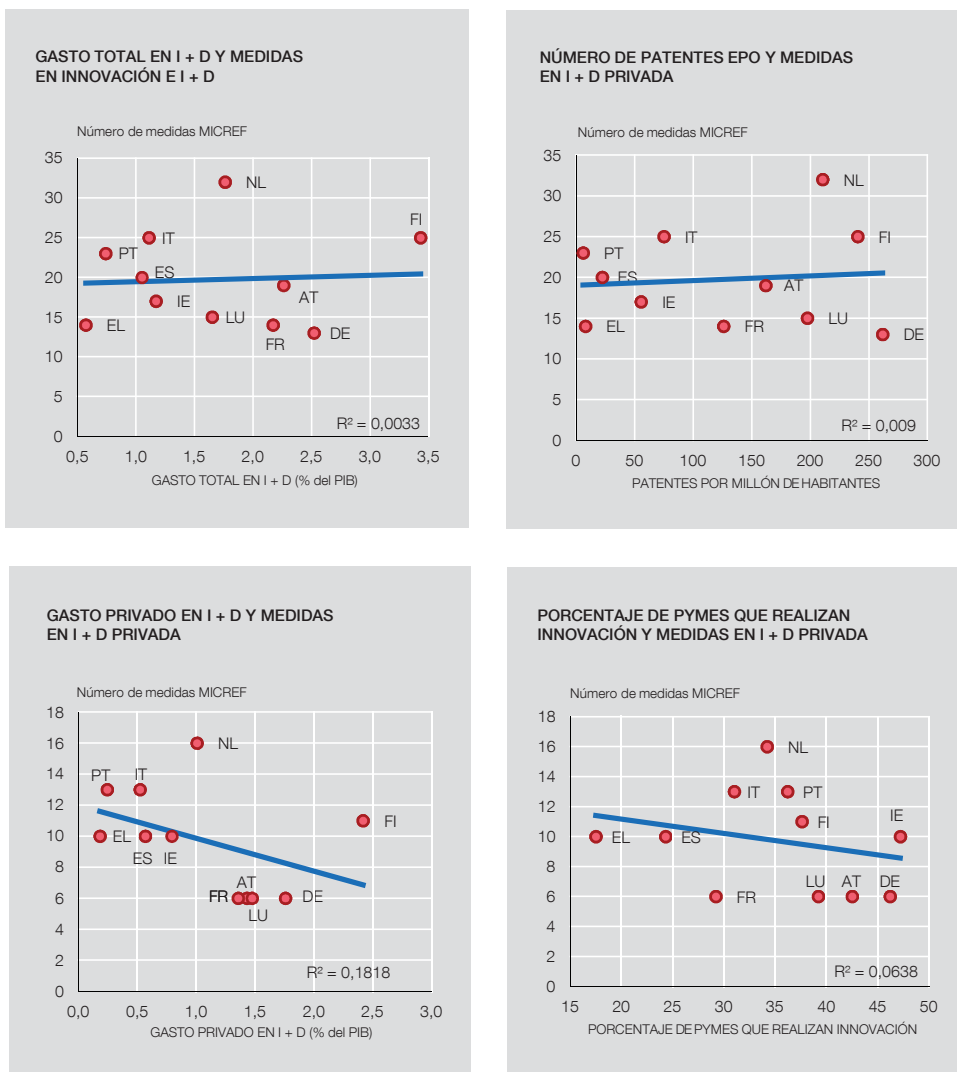 GASTO TOTAL EN I + D Y MEDIDAS
EN INNOVACIÓN E I + D
Número de medidas MICREF
35
30
25
20
15
10
5
0
NL
FI
IT
PT
ES
AT
IE
LU
EL
FR
DE
R² = 0,0033
0,5 1,0 1,5 2,0 2,5 3,0 3,5
GASTO TOTAL EN I + D (% del PIB)
NÚMERO DE PATENTES EPO Y MEDIDAS
EN I + D PRIVADA
Número de medidas MICREF
35
30
25
20
15
10
5
0
NL
IT
FI
PT
ES
AT
IE
LU
EL
FR
DE
R² = 0,009
0 50 100 150 200 250 300
PATENTES POR MILLÓN DE HABITANTES
GASTO PRIVADO EN I + D Y MEDIDAS
EN I + D PRIVADA
Número de medidas MICREF
18
16
14
12
10
8
6
4
2
0
NL
PT IT
FI
EL
ES IE
AT
FR
DE
LU
R² = 0,1818
0,0 0,5 1,0 1,5 2,0 2,5 3,0
GASTO PRIVADO EN I + D (% del PIB)
PORCENTAJE DE PYMES QUE REALIZAN
INNOVACIÓN Y MEDIDAS EN I + D PRIVADA
Número de medidas MICREF
18
16
14
12
10
8
6
4
2
0
NL
IT PT
FI
IE
EL ES
LU AT DE
FR
R² = 0,0638
15 20 25 30 35 40 45 50
PORCENTAJE DE PYMES QUE REALIZAN INNOVACIÓN